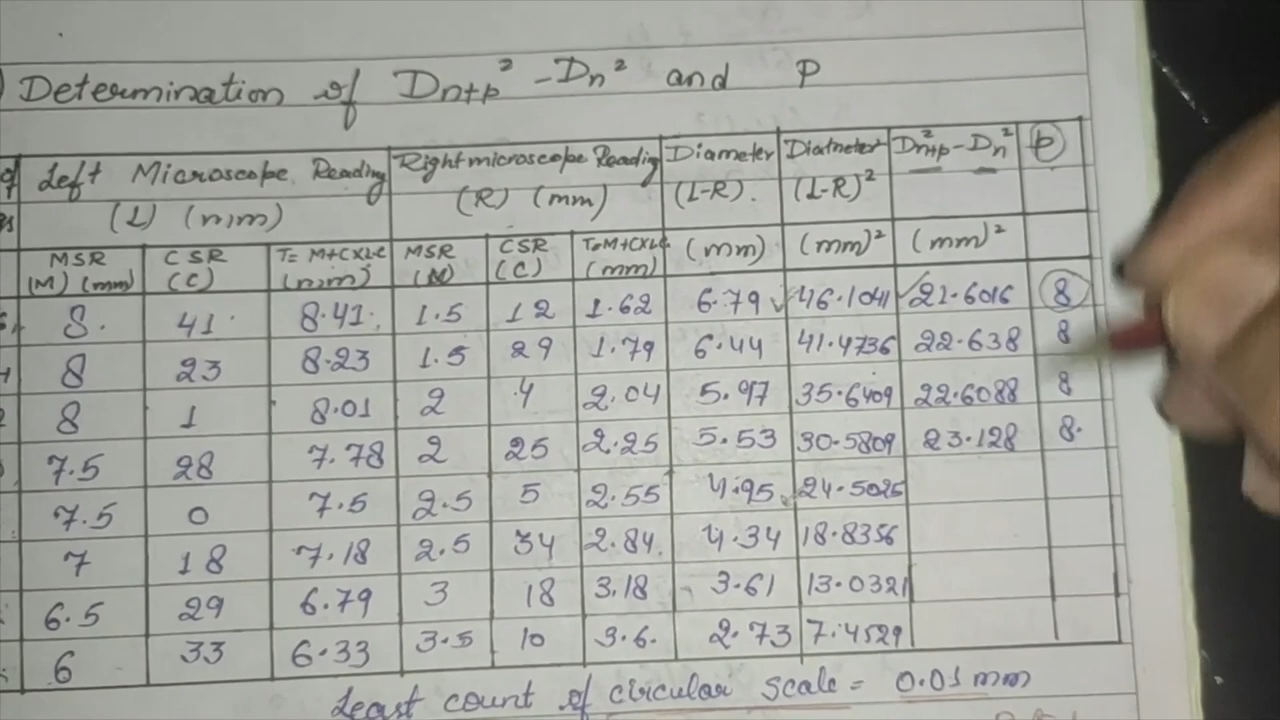 Determination of Dn+p² - Dn² and P
of Left Microscope Reading Right microscope Reading Diameter Diatneter² D²n+p - Dn² P
(L) (mm) (R) (mm) (L-R). (L-R)²
MSR CSR T= M+CXLC MSR CSR T=M+CXLC (mm) (mm)² (mm)²
(M) (mm) (C) (mm) (M) (C) (mm)
8. 41. 8.41. 1.5 12 1.62 6.79 46.1041 21.6016 8
8 23 8.23 1.5 29 1.79 6.44 41.4736 22.638 8
8 1 8.01 2 4 2.04 5.97 35.6409 22.6088 8
7.5 28 7.78 2 25 2.25 5.53 30.5809 23.128 8.
7.5 0 7.5 2.5 5 2.55 4.95 24.5025
7 18 7.18 2.5 34 2.84. 4.34 18.8356
6.5 29 6.79 3 18 3.18 3.61 13.0321
6 33 6.33 3.5 10 3.6. 2.73 7.4529
Least count of circular scale = 0.01 mm